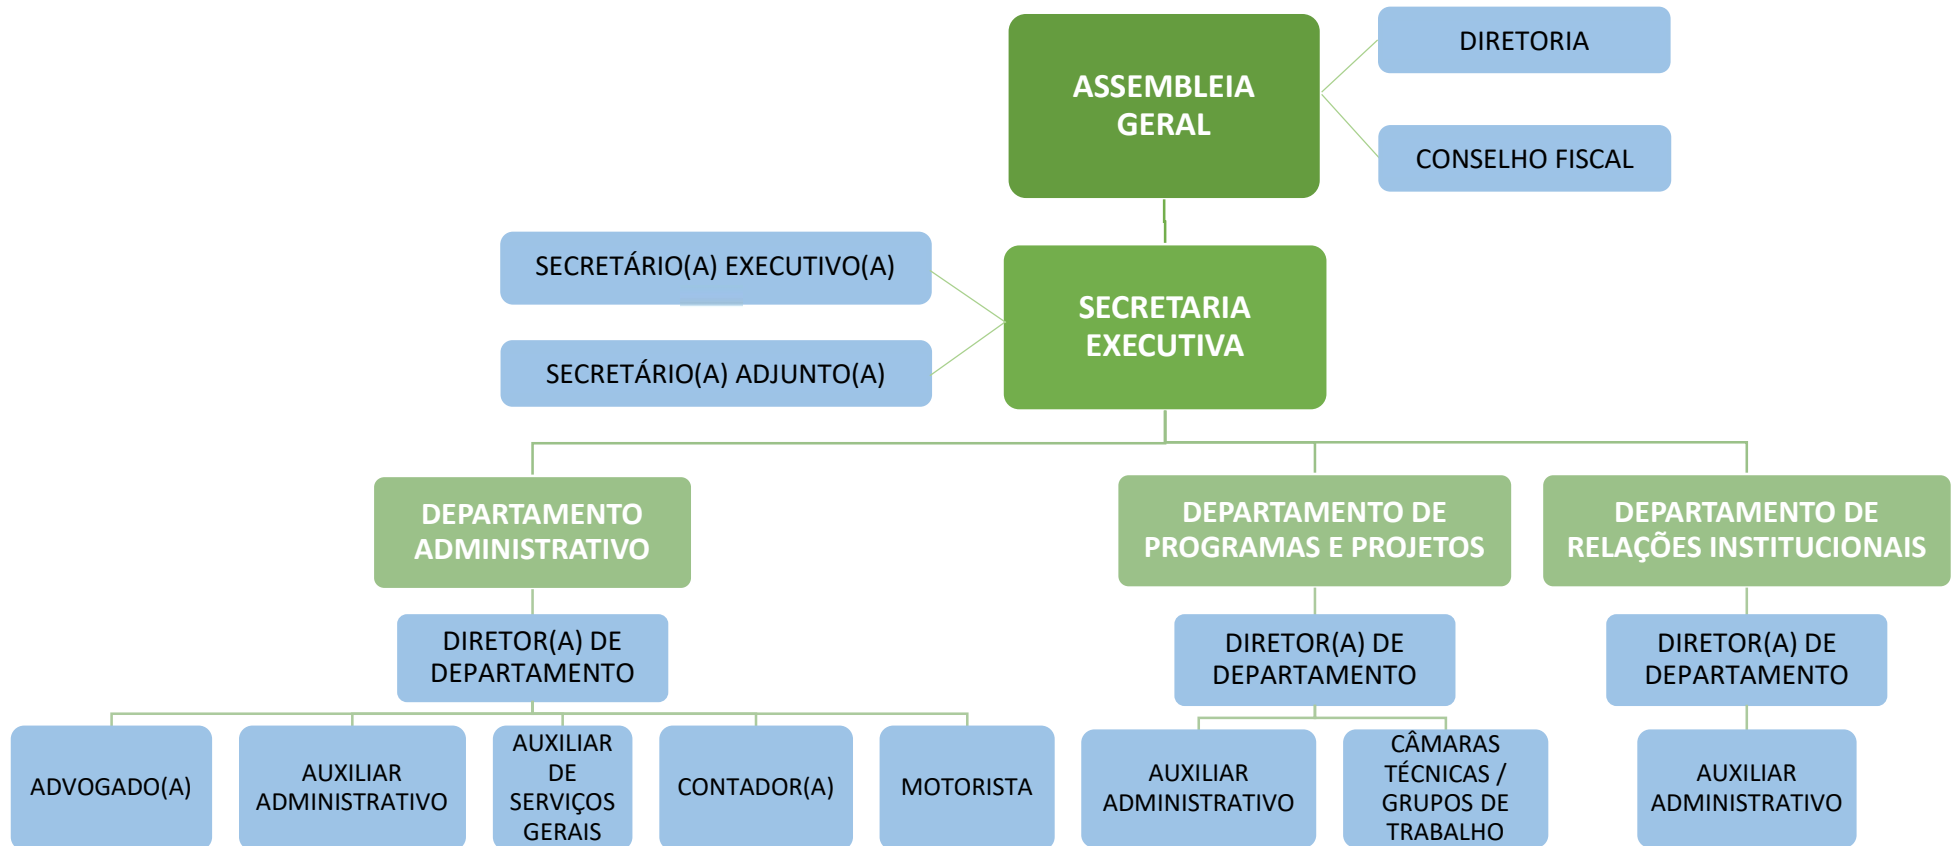 ASSEMBLEIA
GERAL
DIRETORIA
CONSELHO FISCAL
SECRETÁRIO(A) EXECUTIVO(A)
SECRETÁRIO(A) ADJUNTO(A)
SECRETARIA
EXECUTIVA
DEPARTAMENTO
ADMINISTRATIVO
DEPARTAMENTO DE
PROGRAMAS E PROJETOS
DEPARTAMENTO DE
RELAÇÕES INSTITUCIONAIS
DIRETOR(A) DE
DEPARTAMENTO
DIRETOR(A) DE
DEPARTAMENTO
DIRETOR(A) DE
DEPARTAMENTO
ADVOGADO(A)
AUXILIAR
ADMINISTRATIVO
AUXILIAR
DE
SERVIÇOS
GERAIS
CONTADOR(A)
MOTORISTA
AUXILIAR
ADMINISTRATIVO
CÂMARAS
TÉCNICAS /
GRUPOS DE
TRABALHO
AUXILIAR
ADMINISTRATIVO